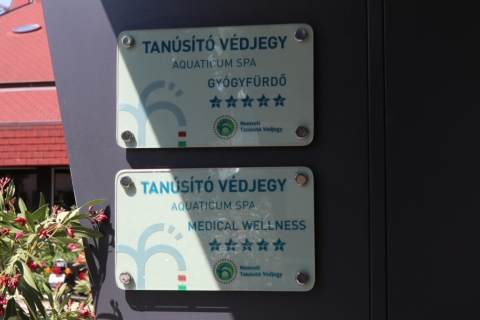 TANÚSÍTÓ VÉDJEGY
AQUATICUM SPA
GYÓGYFÜRDŐ
Nemzeti
Tanúsító Védjegy
TANÚSÍTÓ VÉDJEGY
AQUATICUM SPA
MEDICAL WELLNESS
Nemzeti
Tanúsító Védjegy